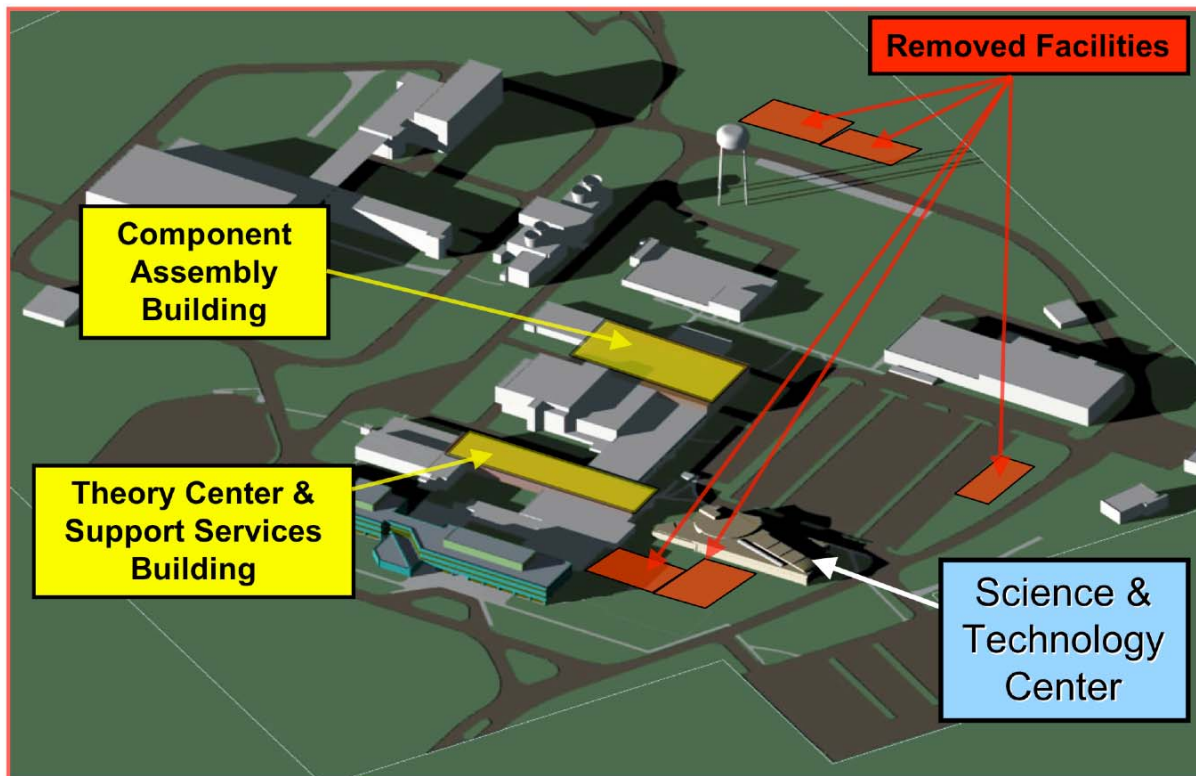 Removed Facilities
Component
Assembly
Building
Theory Center &
Support Services
Building
Science &
Technology
Center